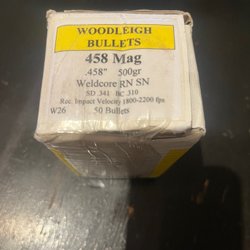 WOODLEIGH
BULLETS
458 Mag
.458" 500gr
Weldcore RN SN
SD .341 BC .310
Rec. Impact Velocity 1800-2200 fps
W26 50 Bullets